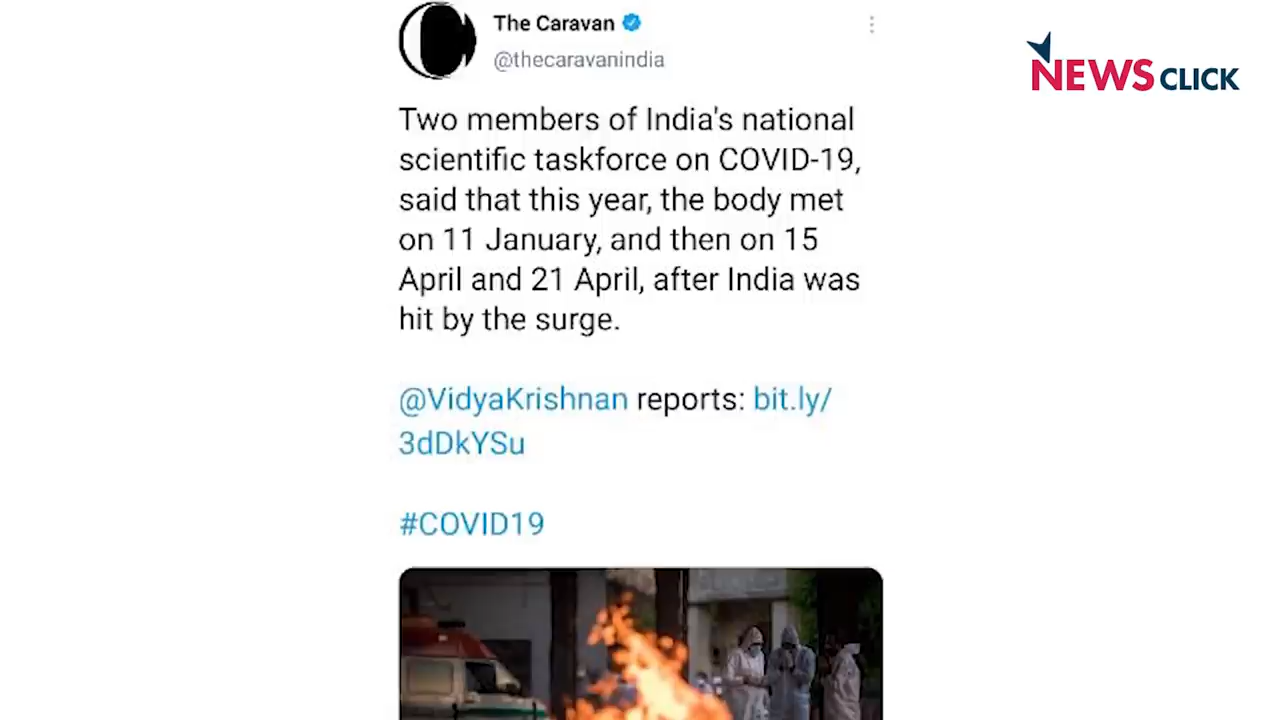 The Caravan
@thecaravanindia
NEWS CLICK
Two members of India's national
scientific taskforce on COVID-19,
said that this year, the body met
on 11 January, and then on 15
April and 21 April, after India was
hit by the surge.
@VidyaKrishnan reports: bit.ly/
3dDkYSu
#COVID19